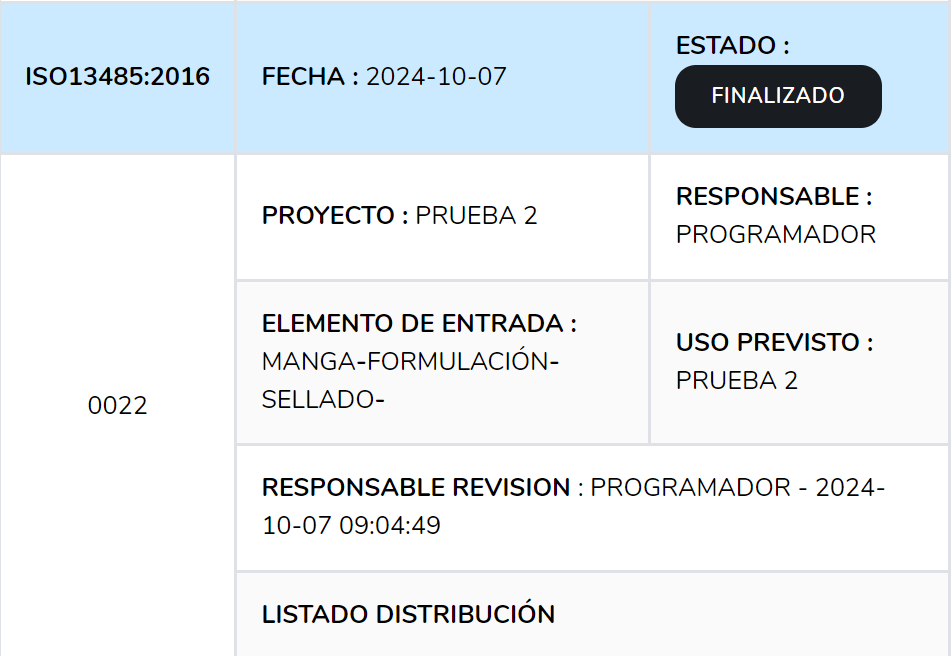 ISO13485:2016
FECHA : 2024-10-07
ESTADO :
FINALIZADO
0022
PROYECTO : PRUEBA 2
RESPONSABLE :
PROGRAMADOR
ELEMENTO DE ENTRADA :
MANGA-FORMULACIÓN-
SELLADO-
USO PREVISTO :
PRUEBA 2
RESPONSABLE REVISION : PROGRAMADOR - 2024-
10-07 09:04:49
LISTADO DISTRIBUCIÓN